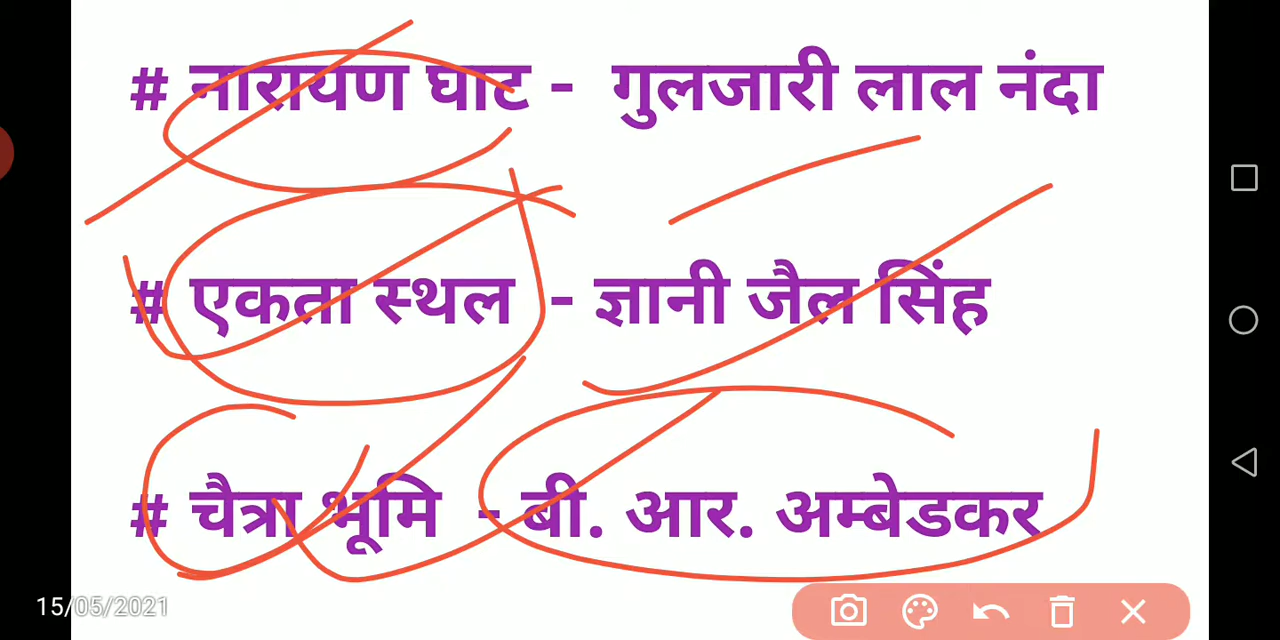 # नारायण घाट - गुलजारी लाल नंदा
# एकता स्थल - ज्ञानी जैल सिंह
# चैत्रा भूमि - बी. आर. अम्बेडकर
15/05/2021